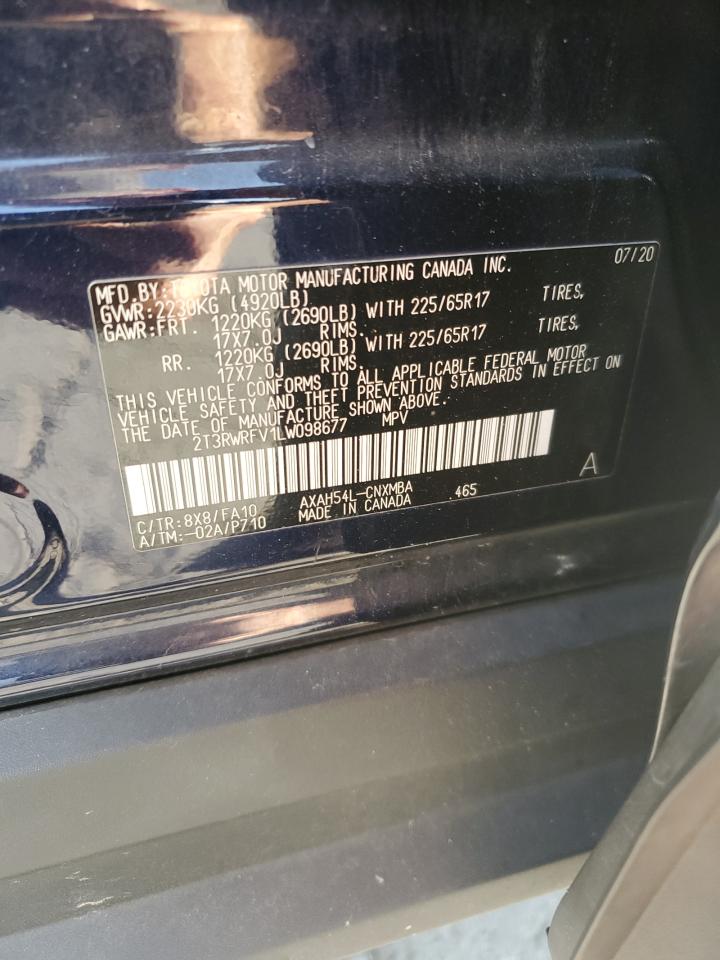 07/20
MFD.BY:TOYOTA MOTOR MANUFACTURING CANADA INC.
GVWR:2230KG (4920LB)
GAWR:FRT. 1220KG (2690LB) WITH 225/65R17 TIRES,
17X7.0J RIMS.
RR. 1220KG (2690LB) WITH 225/65R17 TIRES,
17X7.0J RIMS.
THIS VEHICLE CONFORMS TO ALL APPLICABLE FEDERAL MOTOR
VEHICLE SAFETY AND THEFT PREVENTION STANDARDS IN EFFECT ON
THE DATE OF MANUFACTURE SHOWN ABOVE.
2T3RWRFV1LW098677 MPV
A
C/TR:8X8/FA10 AXAH54L-CNXMBA 465
A/TM:-02A/P710 MADE IN CANADA